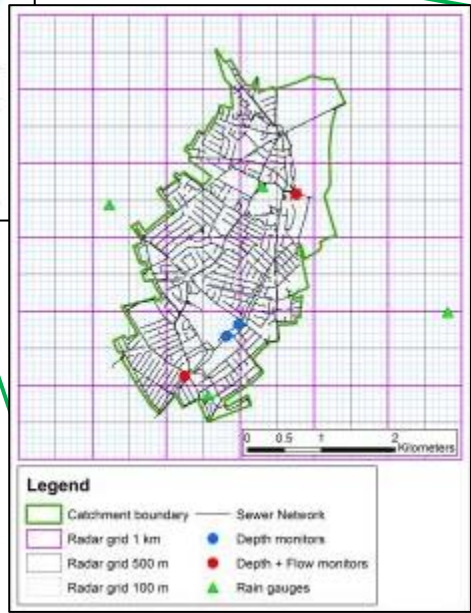 0 0.5 1 2
Kilometers
Legend
Catchment boundary
Sewer Network
Radar grid 1 km
Depth monitors
Radar grid 500 m
Depth + Flow monitors
Radar grid 100 m
Rain gauges